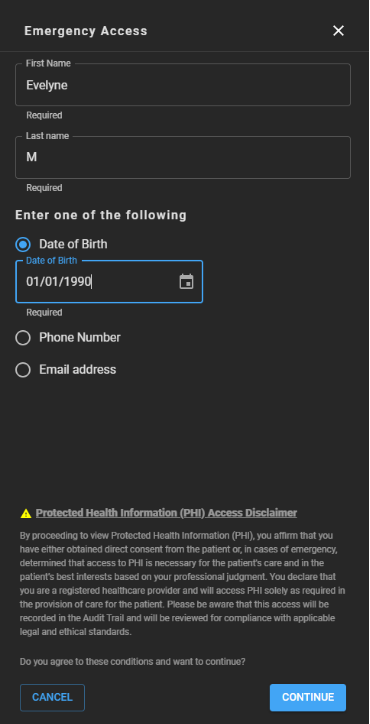 Emergency Access
First Name
Evelyne
Required
Last name
M
Required
Enter one of the following
Date of Birth
Date of Birth
01/01/1990
Required
Phone Number
Email address
Protected Health Information (PHI) Access Disclaimer
By proceeding to view Protected Health Information (PHI), you affirm that you
have either obtained direct consent from the patient or, in cases of emergency,
determined that access to PHI is necessary for the patient's care and in the
patient's best interests based on your professional judgment. You declare that
you are a registered healthcare provider and will access PHI solely as required in
the provision of care for the patient. Please be aware that this access will be
recorded in the Audit Trail and will be reviewed for compliance with applicable
legal and ethical standards.
Do you agree to these conditions and want to continue?
CANCEL
CONTINUE